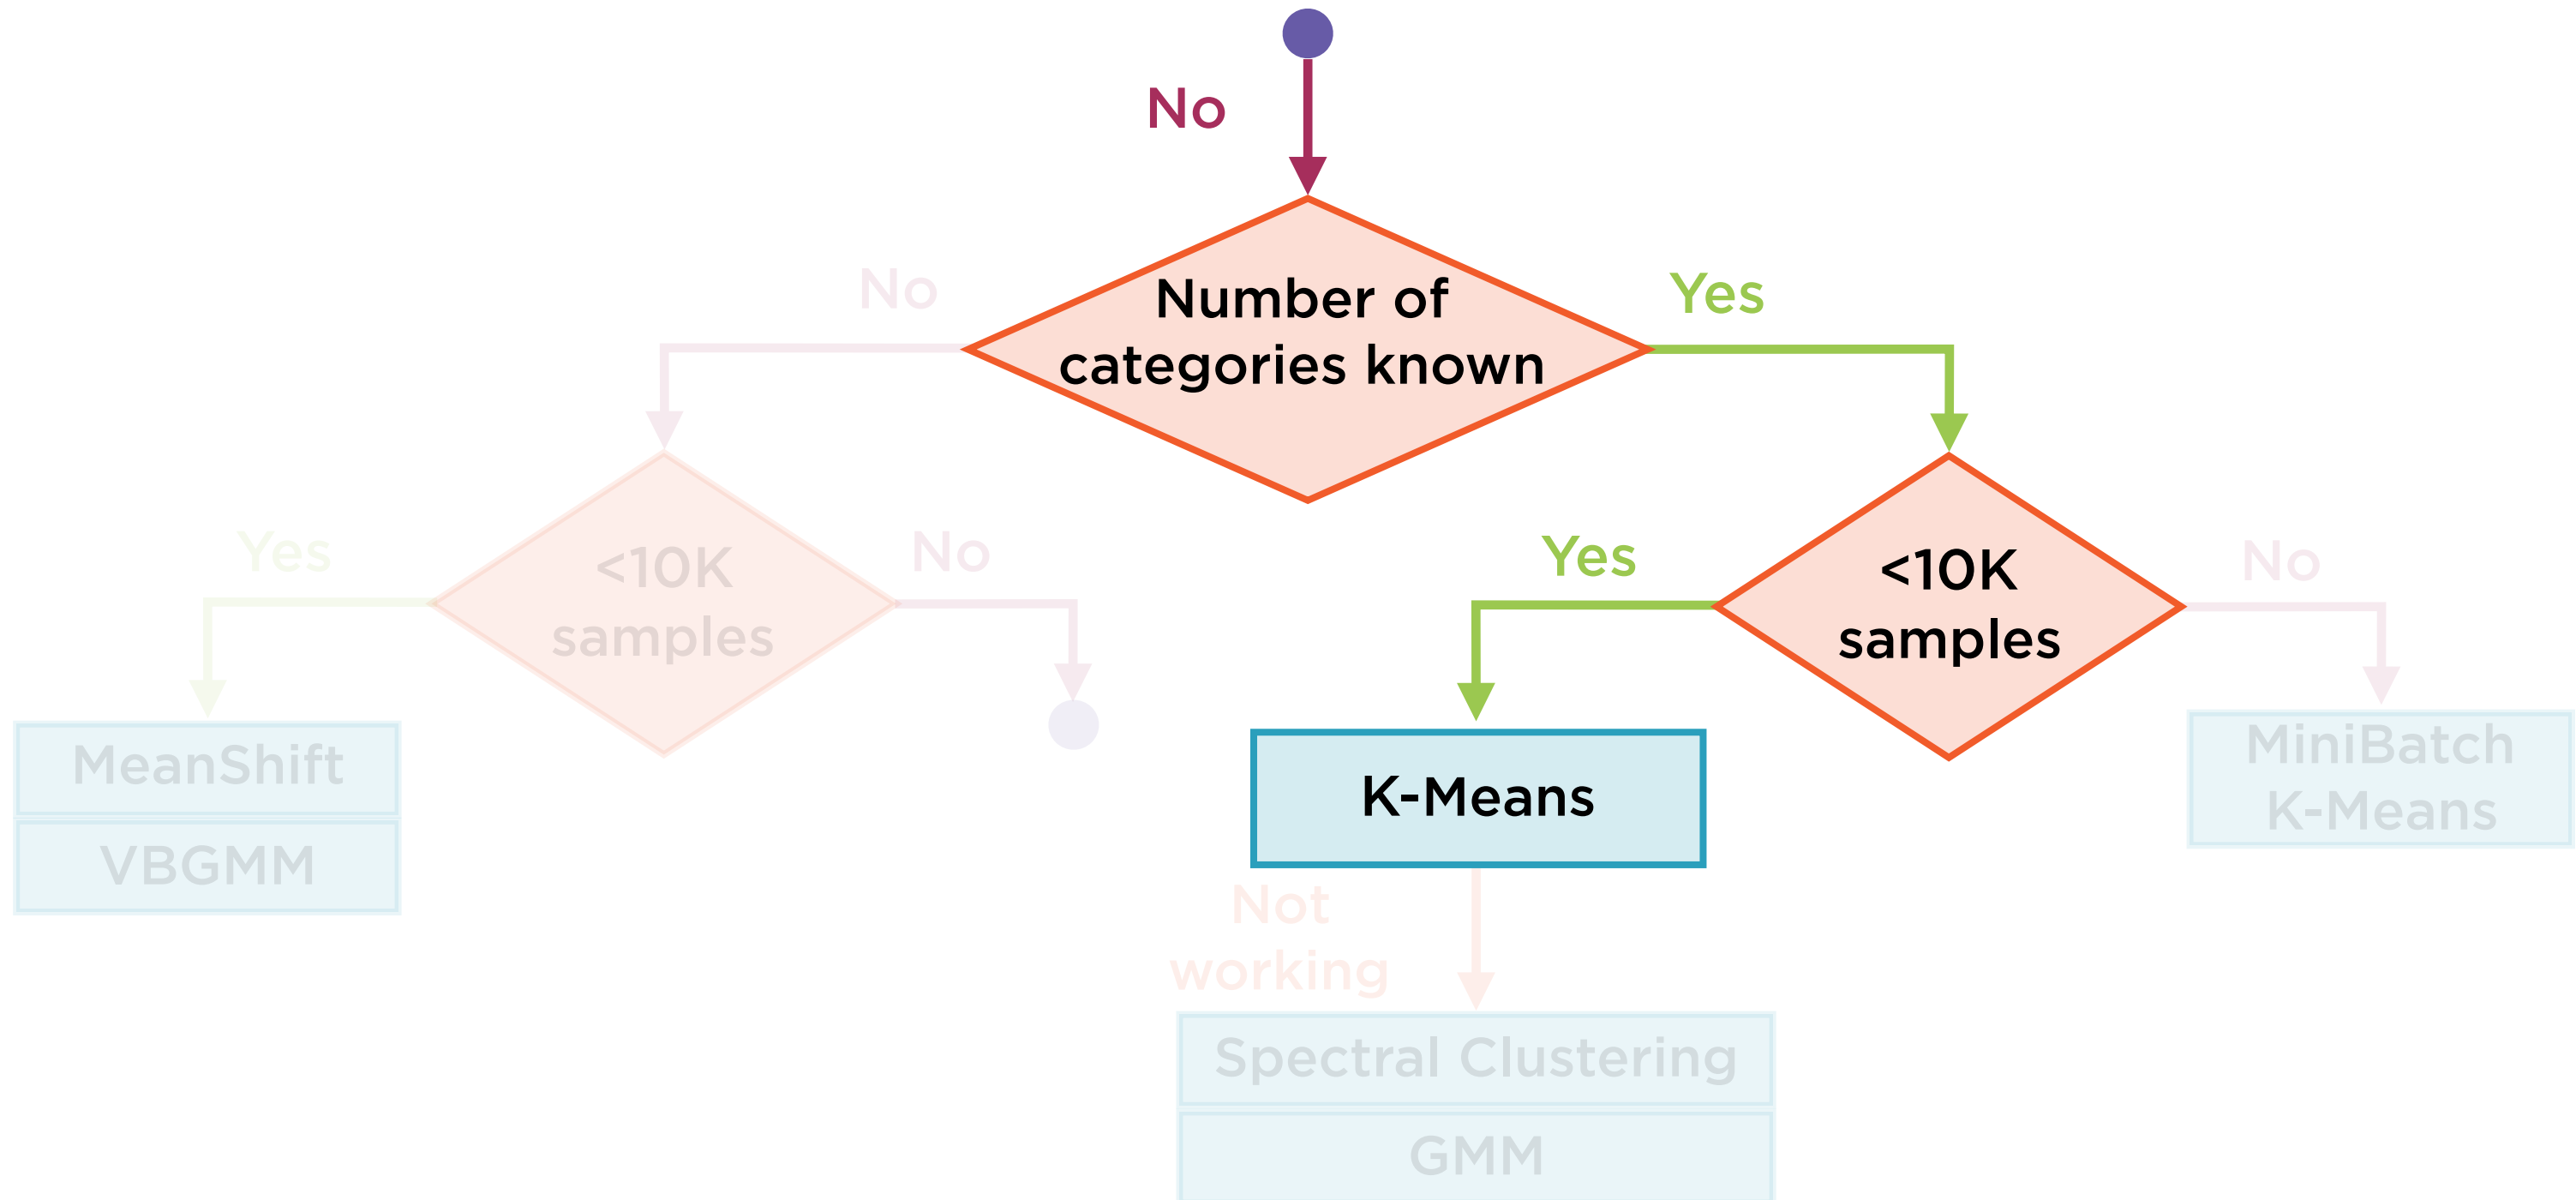 No
No
Number of
categories known
Yes
Yes
<10K
samples
No
Yes
<10K
samples
No
MeanShift
VBGMM
K-Means
MiniBatch
K-Means
Not
working
Spectral Clustering
GMM